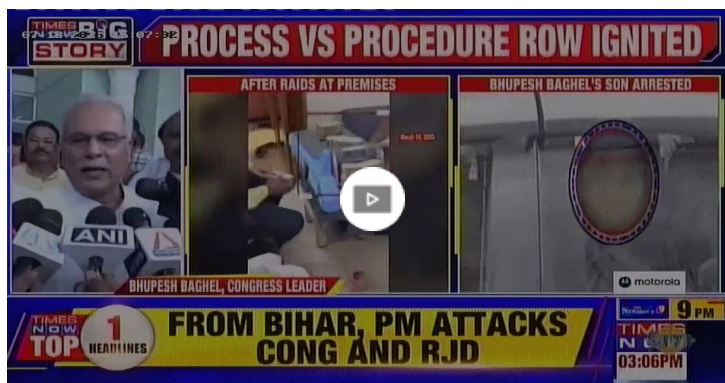 TIMES NOW BIG STORY
PROCESS VS PROCEDURE ROW IGNITED
AFTER RAIDS AT PREMISES
BHUPESH BAGHEL'S SON ARRESTED
ANI
BHUPESH BAGHEL, CONGRESS LEADER
motorola
TIMES NOW TOP
1
HEADLINES
FROM BIHAR, PM ATTACKS
CONG AND RJD
9 PM
TIMES
03:06PM